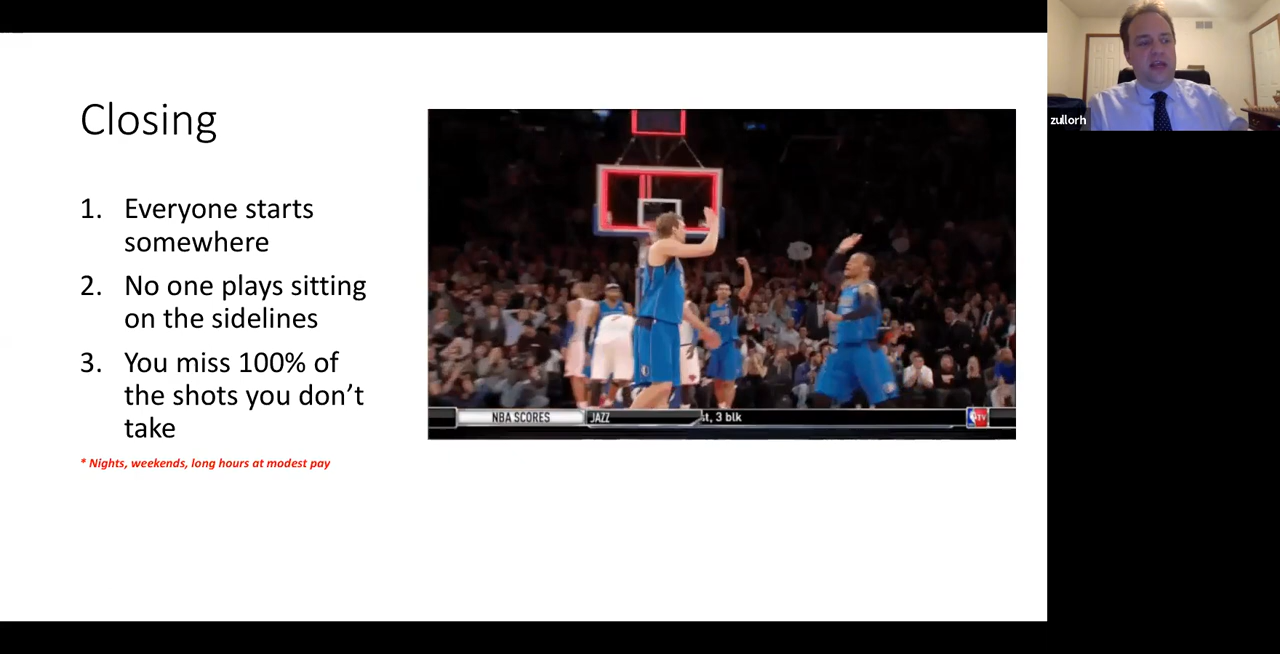 Closing
1. Everyone starts
somewhere
2. No one plays sitting
on the sidelines
3. You miss 100% of
the shots you don’t
take
* Nights, weekends, long hours at modest pay
NBA SCORES JAZZ st, 3 blk TV
zullorh